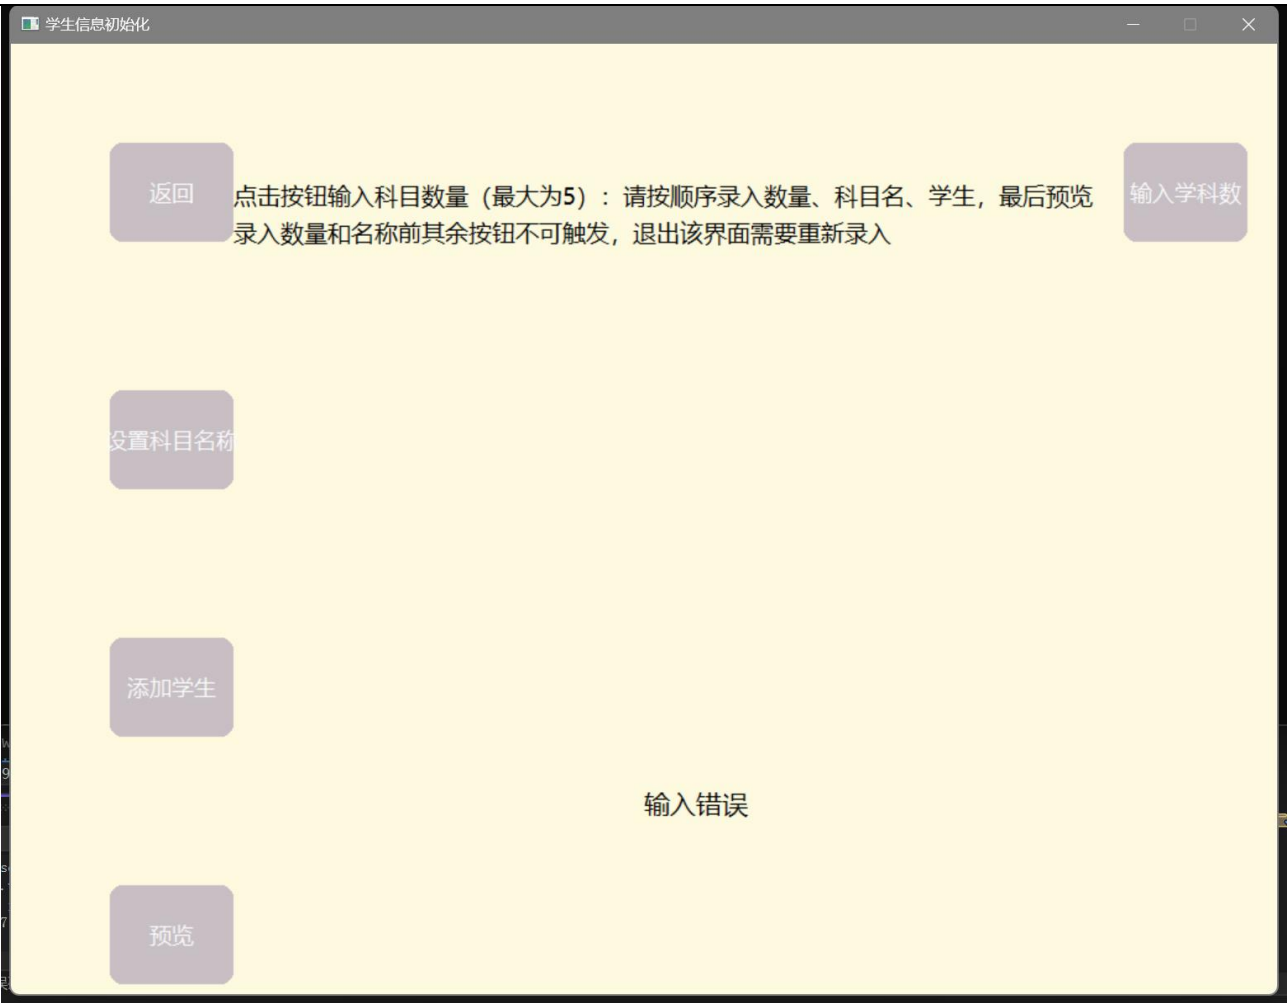 学生信息初始化
返回
点击按钮输入科目数量（最大为5）：请按顺序录入数量、科目名、学生，最后预览
录入数量和名称前其余按钮不可触发，退出该界面需要重新录入
输入学科数
设置科目名称
添加学生
输入错误
预览